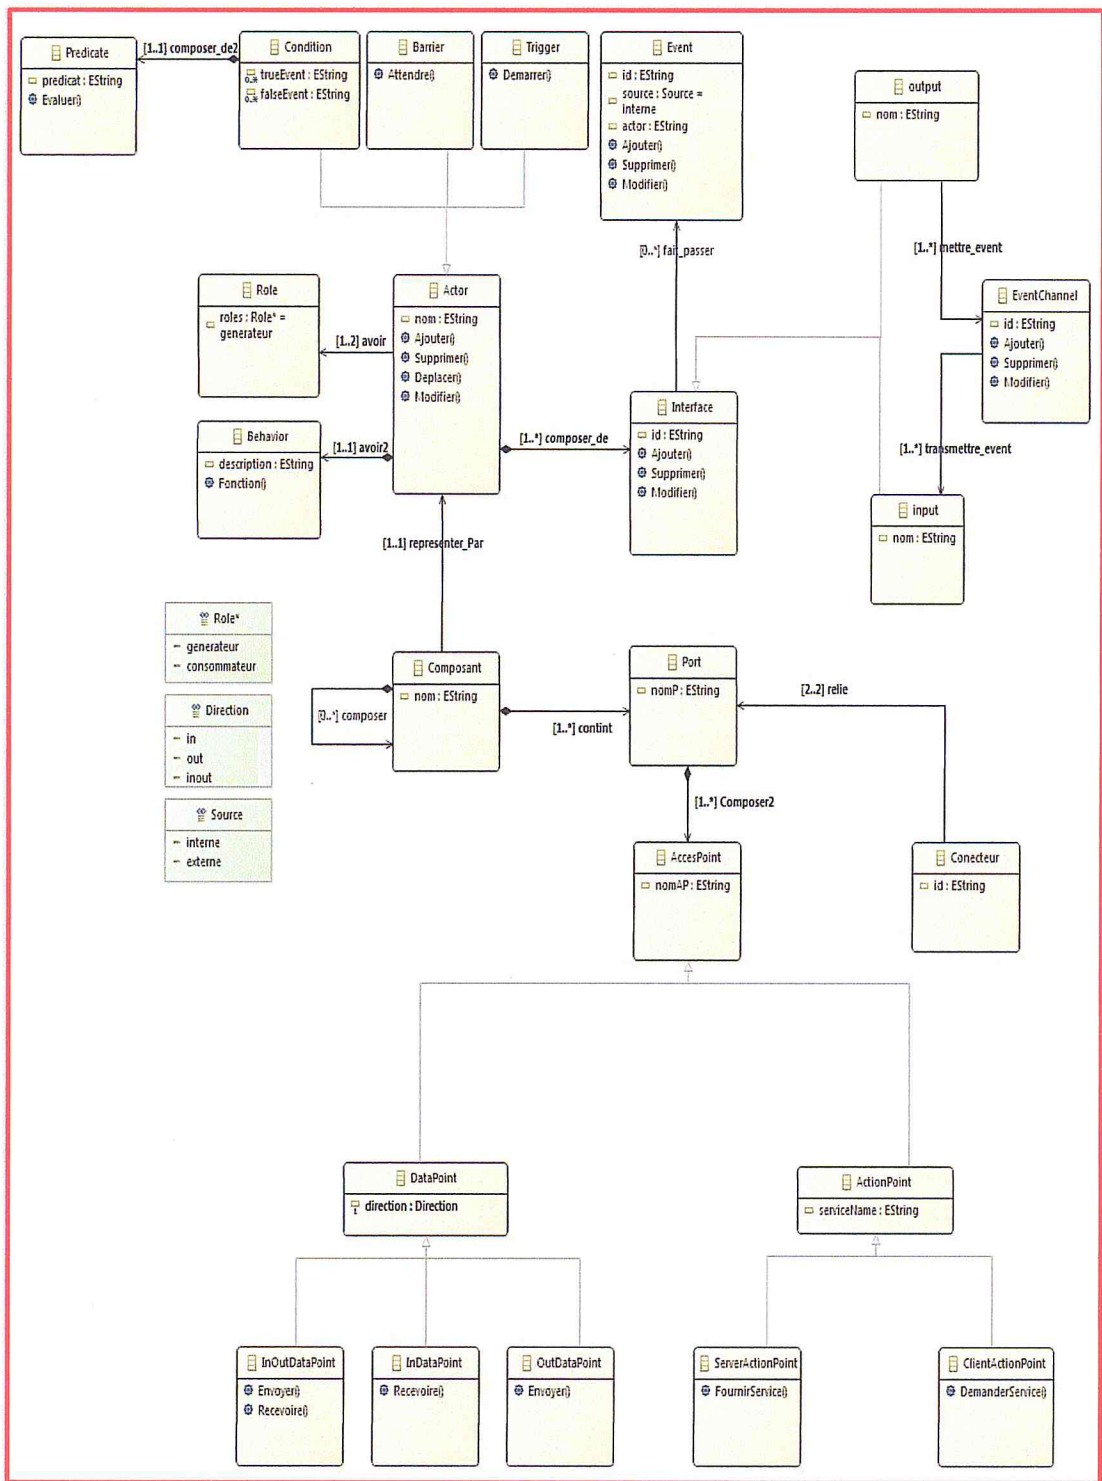 Predicate
predicat : EString
Evaluer()
[1..1] composer_de2
Condition
0..* trueEvent : EString
0..* falseEvent : EString
Barrier
Attendre()
Trigger
Demarrer()
Event
id : EString
source : Source =
interne
actor : EString
Ajouter()
Supprimer()
Modifier()
output
nom : EString
[0..*] fait_passer
[1..*] mettre_event
Role
roles : Role* =
generateur
[1..2] avoir
Actor
nom : EString
Ajouter()
Supprimer()
Deplacer()
Modifier()
EventChannel
id : EString
Ajouter()
Supprimer()
Modifier()
Behavior
description : EString
Fonction()
[1..1] avoir2
[1..*] composer_de
Interface
id : EString
Ajouter()
Supprimer()
Modifier()
[1..*] transmettre_event
input
nom : EString
[1..1] representer_Par
Role*
generateur
consommateur
Direction
in
out
inout
Source
interne
externe
Composant
nom : EString
[0..*] composer
[1..*] contint
Port
nomP : EString
[2..2] relie
[1..*] Composer2
AccesPoint
nomAP : EString
Conecteur
id : EString
DataPoint
1 direction : Direction
ActionPoint
serviceName : EString
InOutDataPoint
Envoyer()
Recevoire()
InDataPoint
Recevoire()
OutDataPoint
Envoyer()
ServerActionPoint
FournirService()
ClientActionPoint
DemanderService()